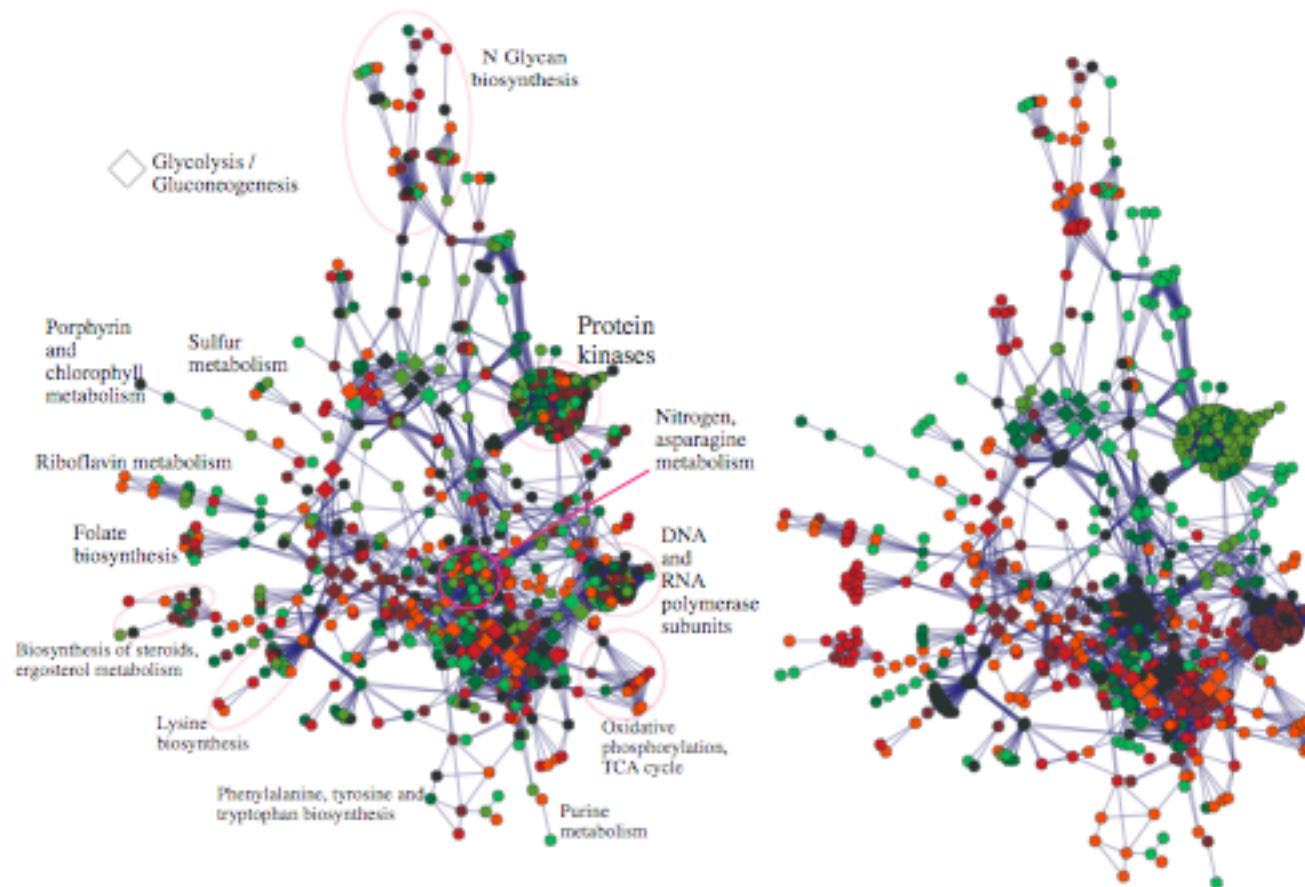 N Glycan
biosynthesis
Glycolysis /
Gluconeogenesis
Porphyrin
and
chlorophyll
metabolism
Sulfur
metabolism
Protein
kinases
Nitrogen,
asparagine
metabolism
Riboflavin metabolism
Folate
biosynthesis
DNA
and
RNA
polymerase
subunits
Biosynthesis of steroids,
ergosterol metabolism
Lysine
biosynthesis
Oxidative
phosphorylation,
TCA cycle
Phenylalanine, tyrosine and
tryptophan biosynthesis
Purine
metabolism